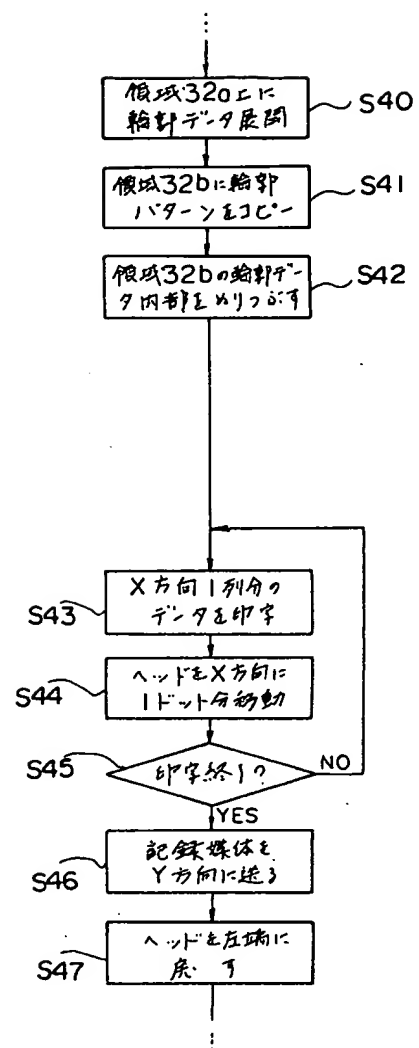 領域32a上に
輪郭データ展開
S40
領域32bに輪郭
パターンをコピー
S41
領域32bの輪郭デー
タ内部をぬりつぶす
S42
X方向1列分の
データを印字
S43
ヘッドをX方向に
1ドット分移動
S44
印字終り?
S45
NO
YES
記録媒体を
Y方向に送る
S46
ヘッドを左端に
戻す
S47